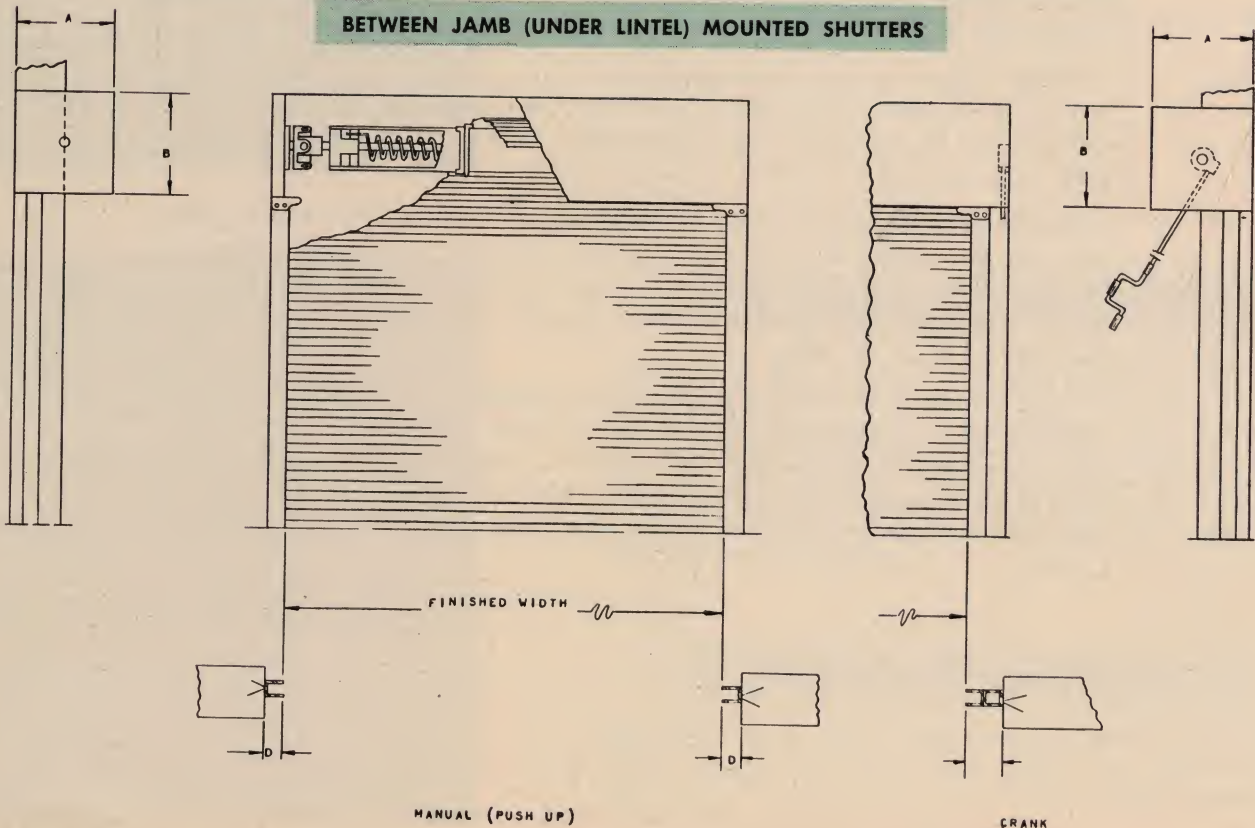 BETWEEN JAMB (UNDER LINTEL) MOUNTED SHUTTERS
A
B
A
B
FINISHED WIDTH
D
D
MANUAL (PUSH UP)
CRANK